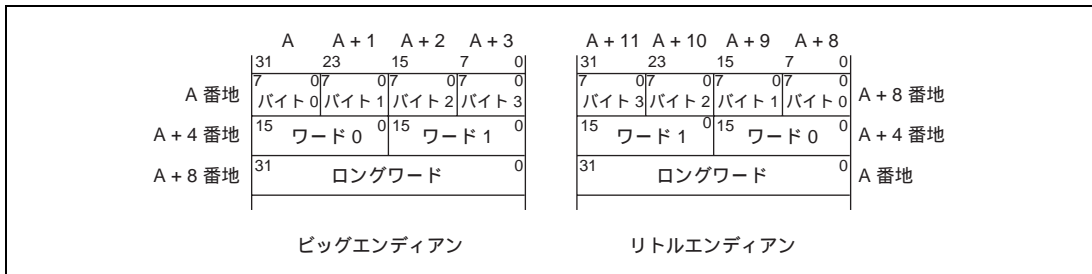 A A + 1 A + 2 A + 3 A + 11 A + 10 A + 9 A + 8
31 23 15 7 0 31 23 15 7 0
7 0 7 0 7 0 7 0 7 0 7 0 7 0 7 0
A 番地 バイト 0 バイト 1 バイト 2 バイト 3 バイト 3 バイト 2 バイト 1 バイト 0 A + 8 番地
A + 4 番地 15 ワード 0 0 15 ワード 1 0 15 ワード 1 0 15 ワード 0 0 A + 4 番地
A + 8 番地 31 ロングワード 0 31 ロングワード 0 A 番地
ビッグエンディアン リトルエンディアン